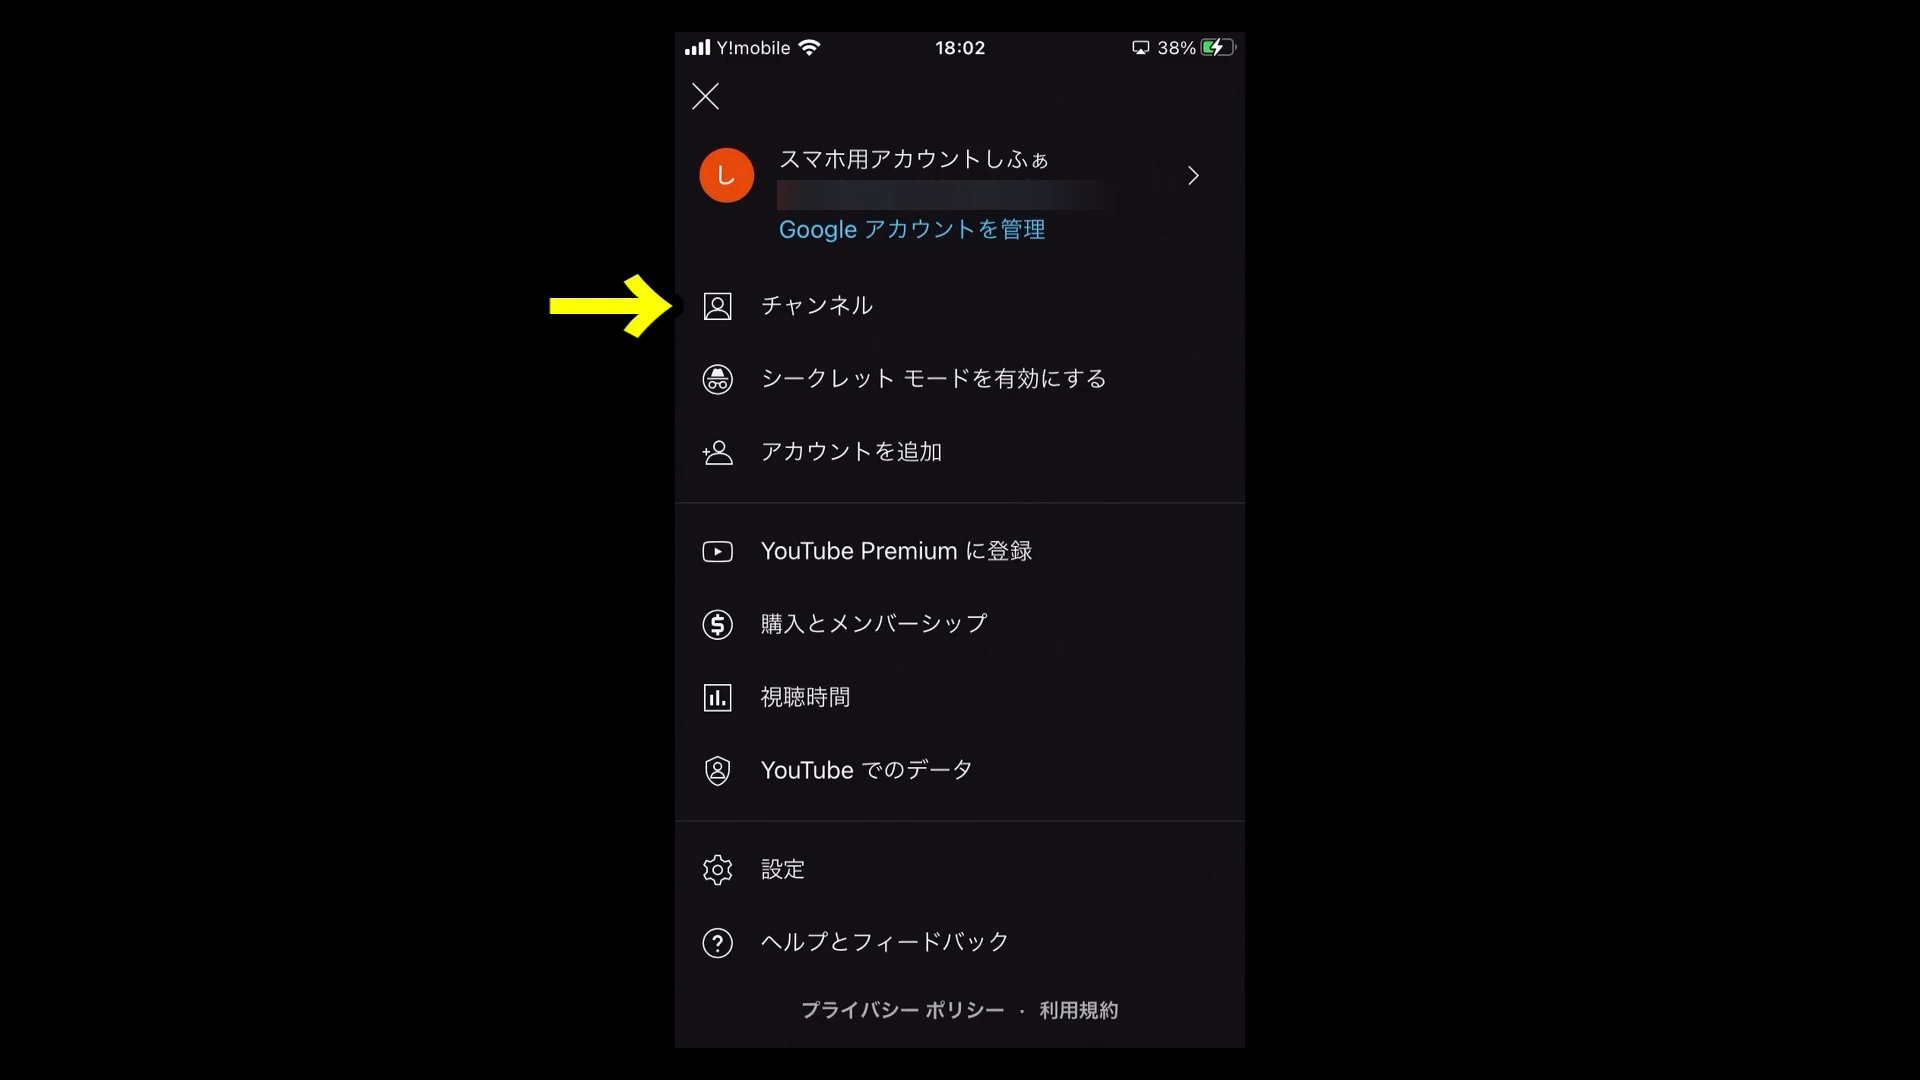 Y!mobile 18:02 38%
スマホ用アカウントしふぁ
し
Google アカウントを管理
チャンネル
シークレット モードを有効にする
アカウントを追加
YouTube Premium に登録
購入とメンバーシップ
視聴時間
YouTube でのデータ
設定
ヘルプとフィードバック
プライバシー ポリシー · 利用規約